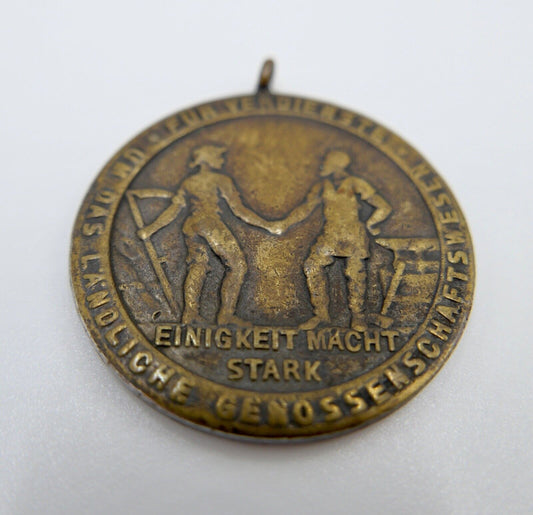 FÜR VERDIENSTE
UM DAS LÄNDLICHE GENOSSENSCHAFTSWESEN
EINIGKEIT MACHT
STARK